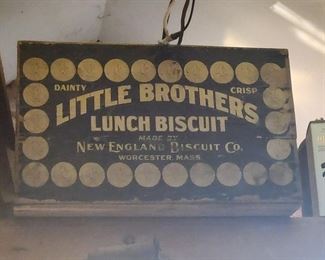 DAINTY CRISP
LITTLE BROTHERS
LUNCH BISCUIT
MADE BY
NEW ENGLAND BISCUIT CO.
WORCESTER, MASS.